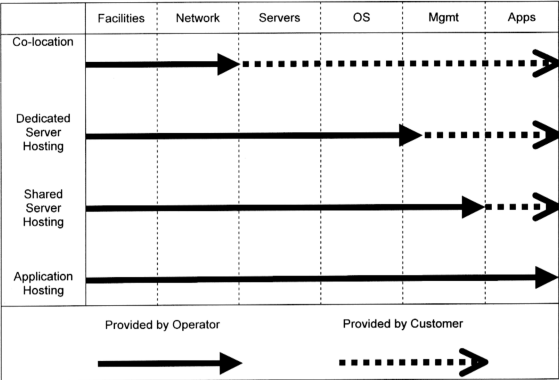 Facilities Network Servers OS Mgmt Apps
Co-location
Dedicated
Server
Hosting
Shared
Server
Hosting
Application
Hosting
Provided by Operator Provided by Customer